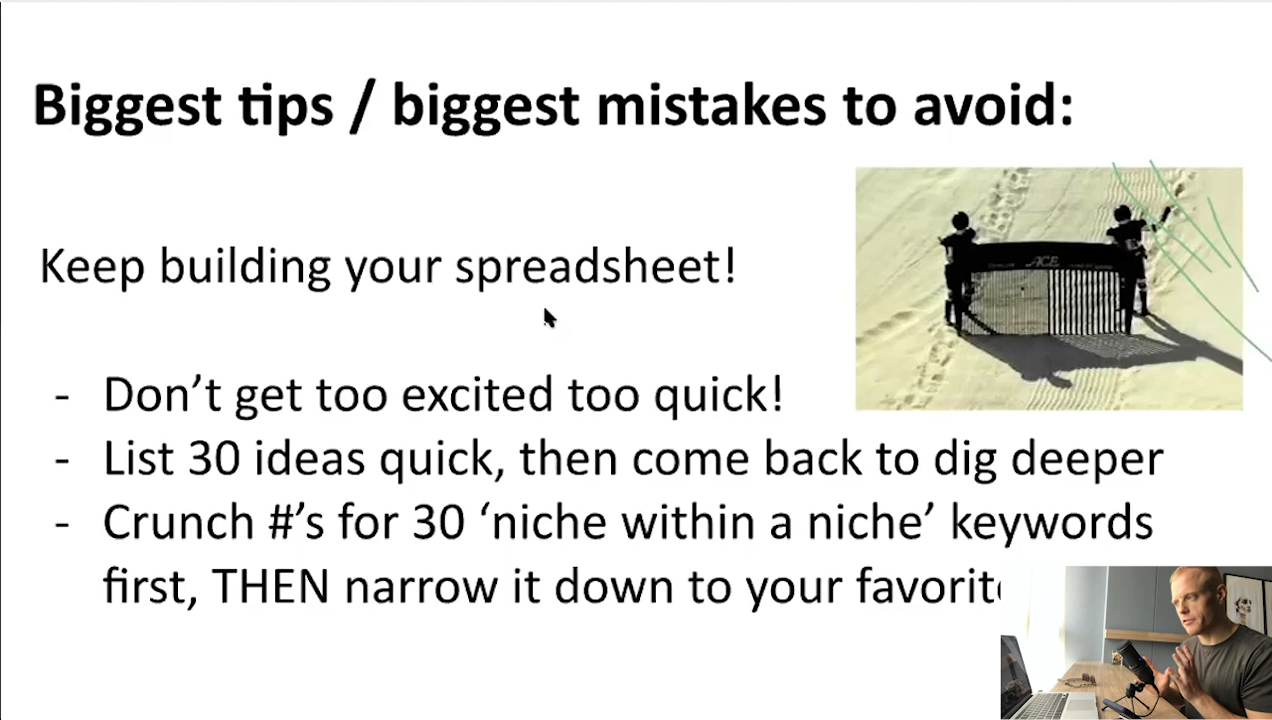 Biggest tips / biggest mistakes to avoid:
Keep building your spreadsheet!
- Don’t get too excited too quick!
- List 30 ideas quick, then come back to dig deeper
- Crunch #’s for 30 ‘niche within a niche’ keywords
first, THEN narrow it down to your
ACE